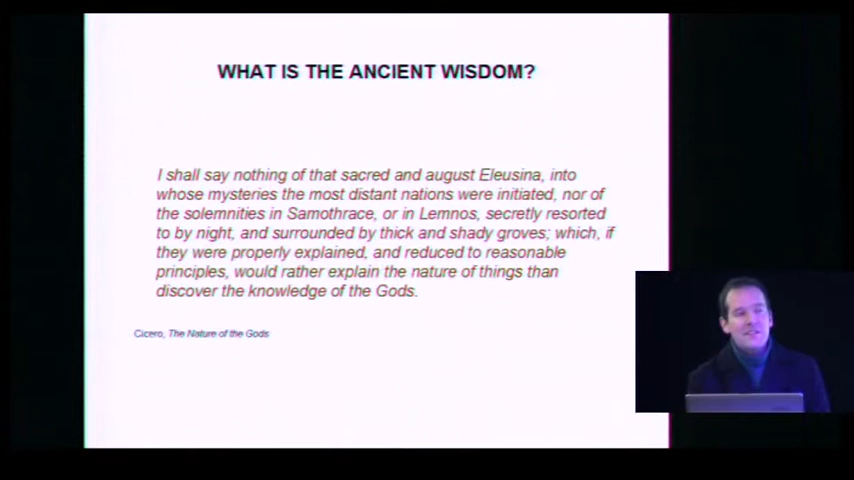 WHAT IS THE ANCIENT WISDOM?
I shall say nothing of that sacred and august Eleusina, into
whose mysteries the most distant nations were initiated, nor of
the solemnities in Samothrace, or in Lemnos, secretly resorted
to by night, and surrounded by thick and shady groves; which, if
they were properly explained, and reduced to reasonable
principles, would rather explain the nature of things than
discover the knowledge of the Gods.
Cicero, The Nature of the Gods